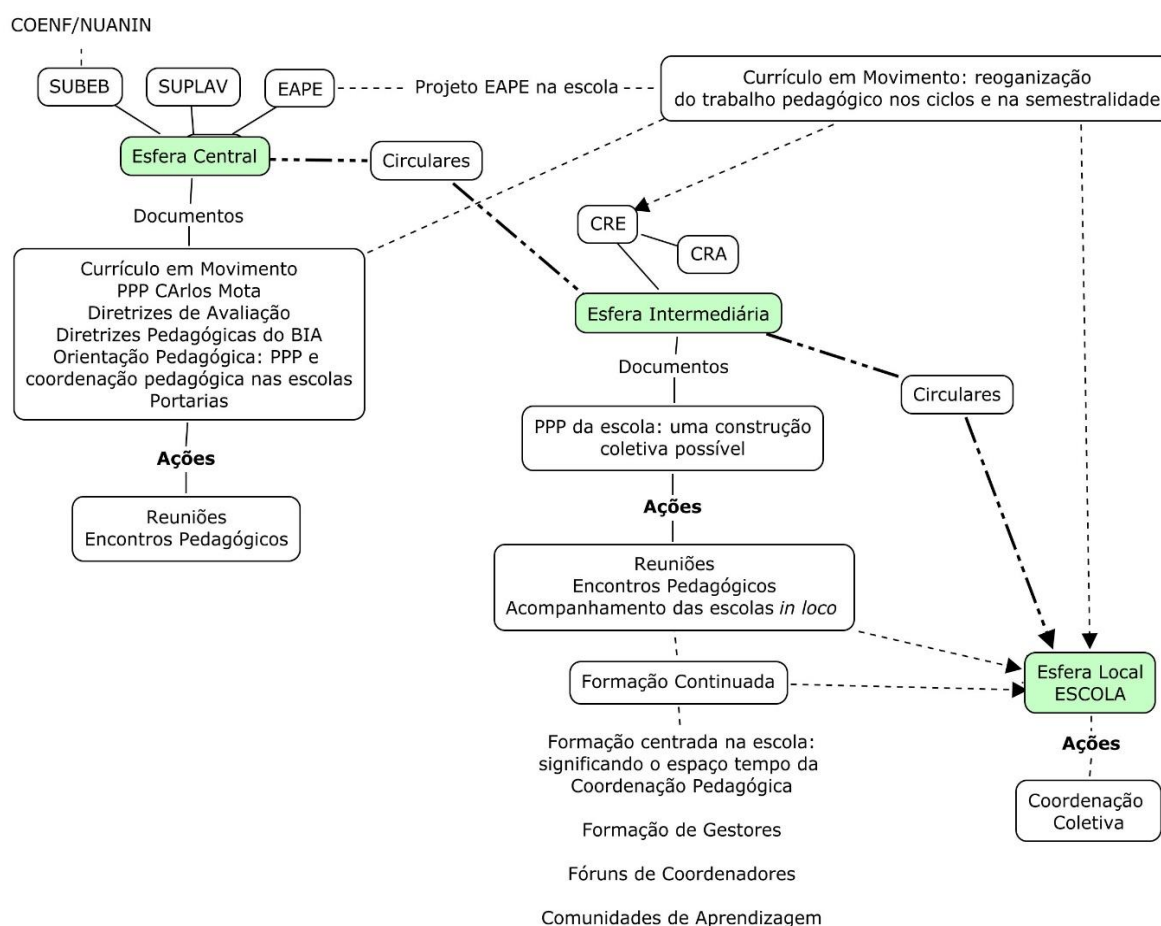 COENF/NUANIN
SUBEB
SUPLAV
EAPE
Projeto EAPE na escola
Currículo em Movimento: reoganização
do trabalho pedagógico nos ciclos e na semestralidade
Esfera Central
Circulares
Documentos
CRE
CRA
Currículo em Movimento
PPP CArlos Mota
Diretrizes de Avaliação
Diretrizes Pedagógicas do BIA
Orientação Pedagógica: PPP e
coordenação pedagógica nas escolas
Portarias
Esfera Intermediária
Documentos
Circulares
PPP da escola: uma construção
coletiva possível
Ações
Reuniões
Encontros Pedagógicos
Ações
Reuniões
Encontros Pedagógicos
Acompanhamento das escolas in loco
Formação Continuada
Esfera Local
ESCOLA
Formação centrada na escola:
significando o espaço tempo da
Coordenação Pedagógica
Ações
Coordenação
Coletiva
Formação de Gestores
Fóruns de Coordenadores
Comunidades de Aprendizagem